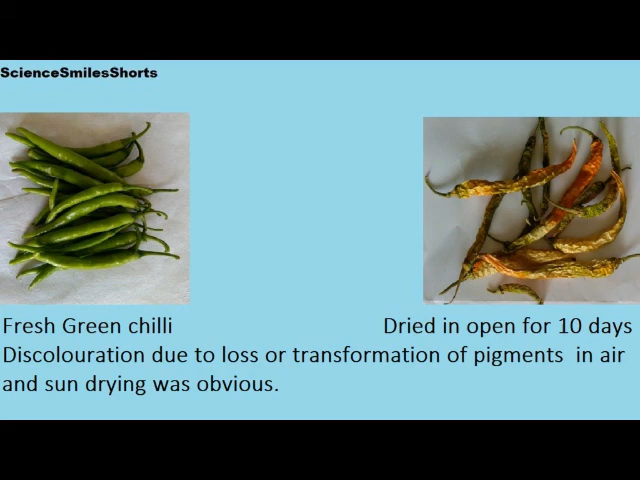 ScienceSmilesShorts
Fresh Green chilli
Dried in open for 10 days
Discolouration due to loss or transformation of pigments in air
and sun drying was obvious.